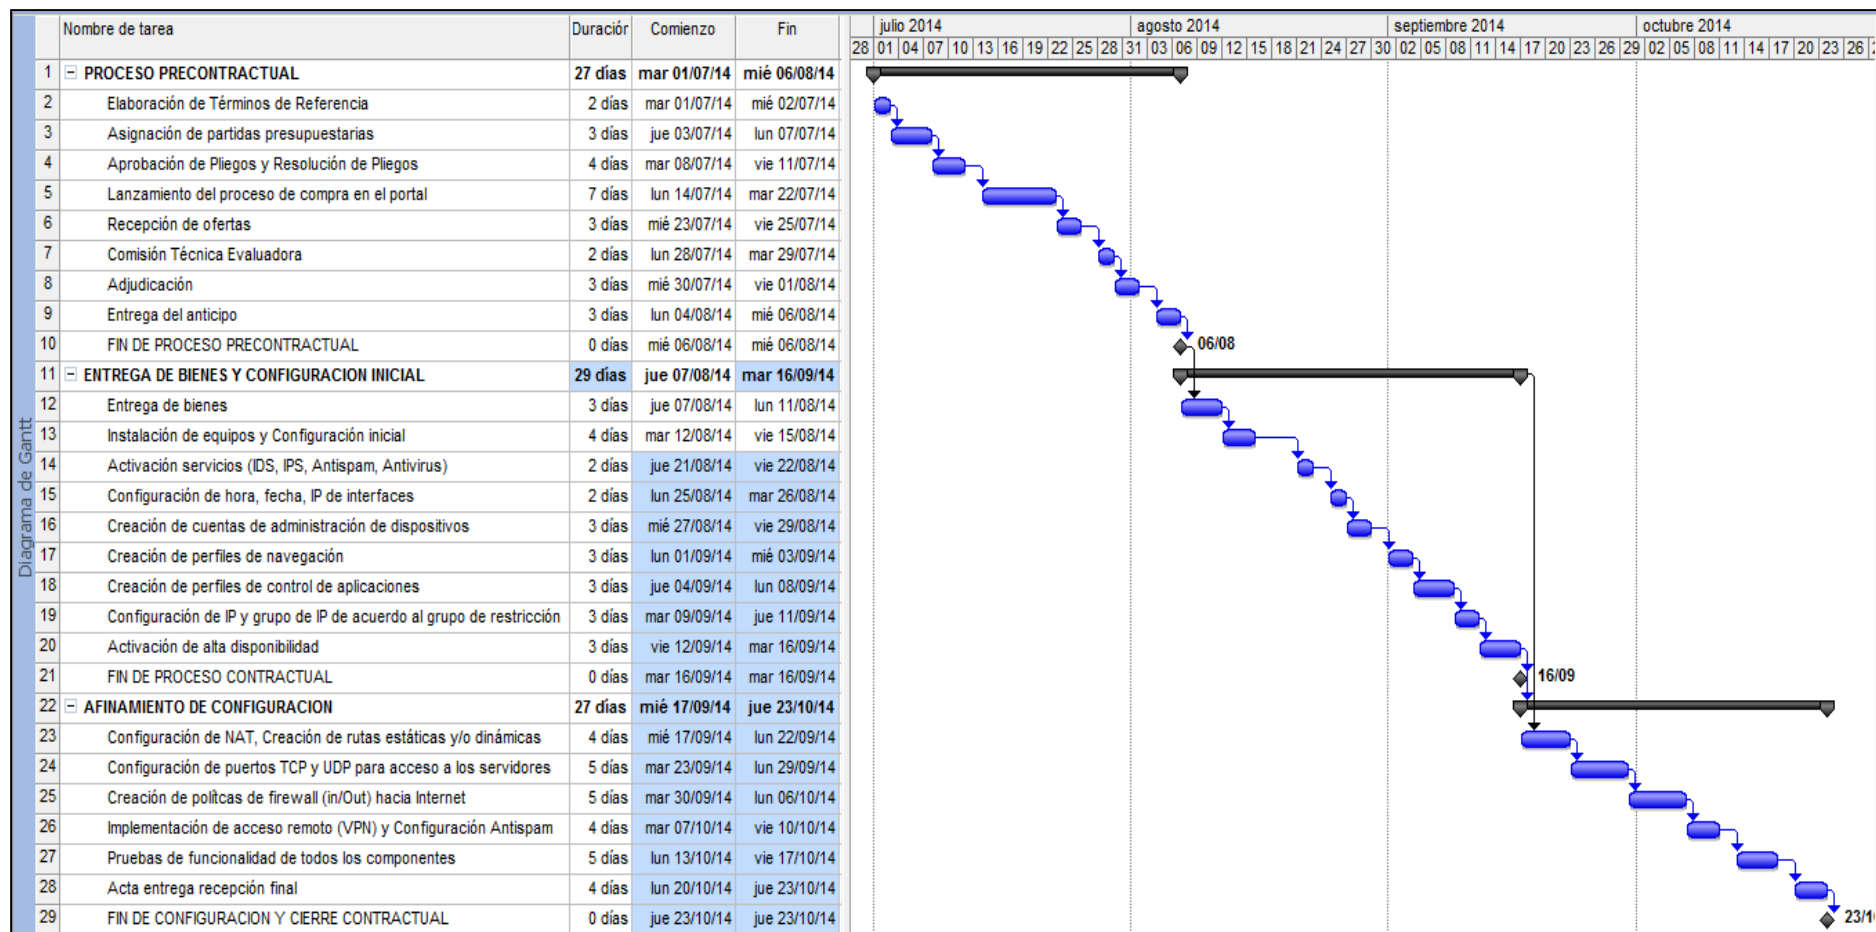 Nombre de tarea Duración Comienzo Fin
julio 2014 agosto 2014 septiembre 2014 octubre 2014
28 01 04 07 10 13 16 19 22 25 28 31 03 06 09 12 15 18 21 24 27 30 02 05 08 11 14 17 20 23 26 29 02 05 08 11 14 17 20 23 26
1 PROCESO PRECONTRACTUAL 27 días mar 01/07/14 mié 06/08/14
2 Elaboración de Términos de Referencia 2 días mar 01/07/14 mié 02/07/14
3 Asignación de partidas presupuestarias 3 días jue 03/07/14 lun 07/07/14
4 Aprobación de Pliegos y Resolución de Pliegos 4 días mar 08/07/14 vie 11/07/14
5 Lanzamiento del proceso de compra en el portal 7 días lun 14/07/14 mar 22/07/14
6 Recepción de ofertas 3 días mié 23/07/14 vie 25/07/14
7 Comisión Técnica Evaluadora 2 días lun 28/07/14 mar 29/07/14
8 Adjudicación 3 días mié 30/07/14 vie 01/08/14
9 Entrega del anticipo 3 días lun 04/08/14 mié 06/08/14
10 FIN DE PROCESO PRECONTRACTUAL 0 días mié 06/08/14 mié 06/08/14 06/08
11 ENTREGA DE BIENES Y CONFIGURACION INICIAL 29 días jue 07/08/14 mar 16/09/14
12 Entrega de bienes 3 días jue 07/08/14 lun 11/08/14
13 Instalación de equipos y Configuración inicial 4 días mar 12/08/14 vie 15/08/14
14 Activación servicios (IDS, IPS, Antispam, Antivirus) 2 días jue 21/08/14 vie 22/08/14
15 Configuración de hora, fecha, IP de interfaces 2 días lun 25/08/14 mar 26/08/14
16 Creación de cuentas de administración de dispositivos 3 días mié 27/08/14 vie 29/08/14
17 Creación de perfiles de navegación 3 días lun 01/09/14 mié 03/09/14
18 Creación de perfiles de control de aplicaciones 3 días jue 04/09/14 lun 08/09/14
19 Configuración de IP y grupo de IP de acuerdo al grupo de restricción 3 días mar 09/09/14 jue 11/09/14
20 Activación de alta disponibilidad 3 días vie 12/09/14 mar 16/09/14
21 FIN DE PROCESO CONTRACTUAL 0 días mar 16/09/14 mar 16/09/14 16/09
22 AFINAMIENTO DE CONFIGURACION 27 días mié 17/09/14 jue 23/10/14
23 Configuración de NAT, Creación de rutas estáticas y/o dinámicas 4 días mié 17/09/14 lun 22/09/14
24 Configuración de puertos TCP y UDP para acceso a los servidores 5 días mar 23/09/14 lun 29/09/14
25 Creación de polítcas de firewall (in/Out) hacia Internet 5 días mar 30/09/14 lun 06/10/14
26 Implementación de acceso remoto (VPN) y Configuración Antispam 4 días mar 07/10/14 vie 10/10/14
27 Pruebas de funcionalidad de todos los componentes 5 días lun 13/10/14 vie 17/10/14
28 Acta entrega recepción final 4 días lun 20/10/14 jue 23/10/14
29 FIN DE CONFIGURACION Y CIERRE CONTRACTUAL 0 días jue 23/10/14 jue 23/10/14 23/1
Diagrama de Gantt